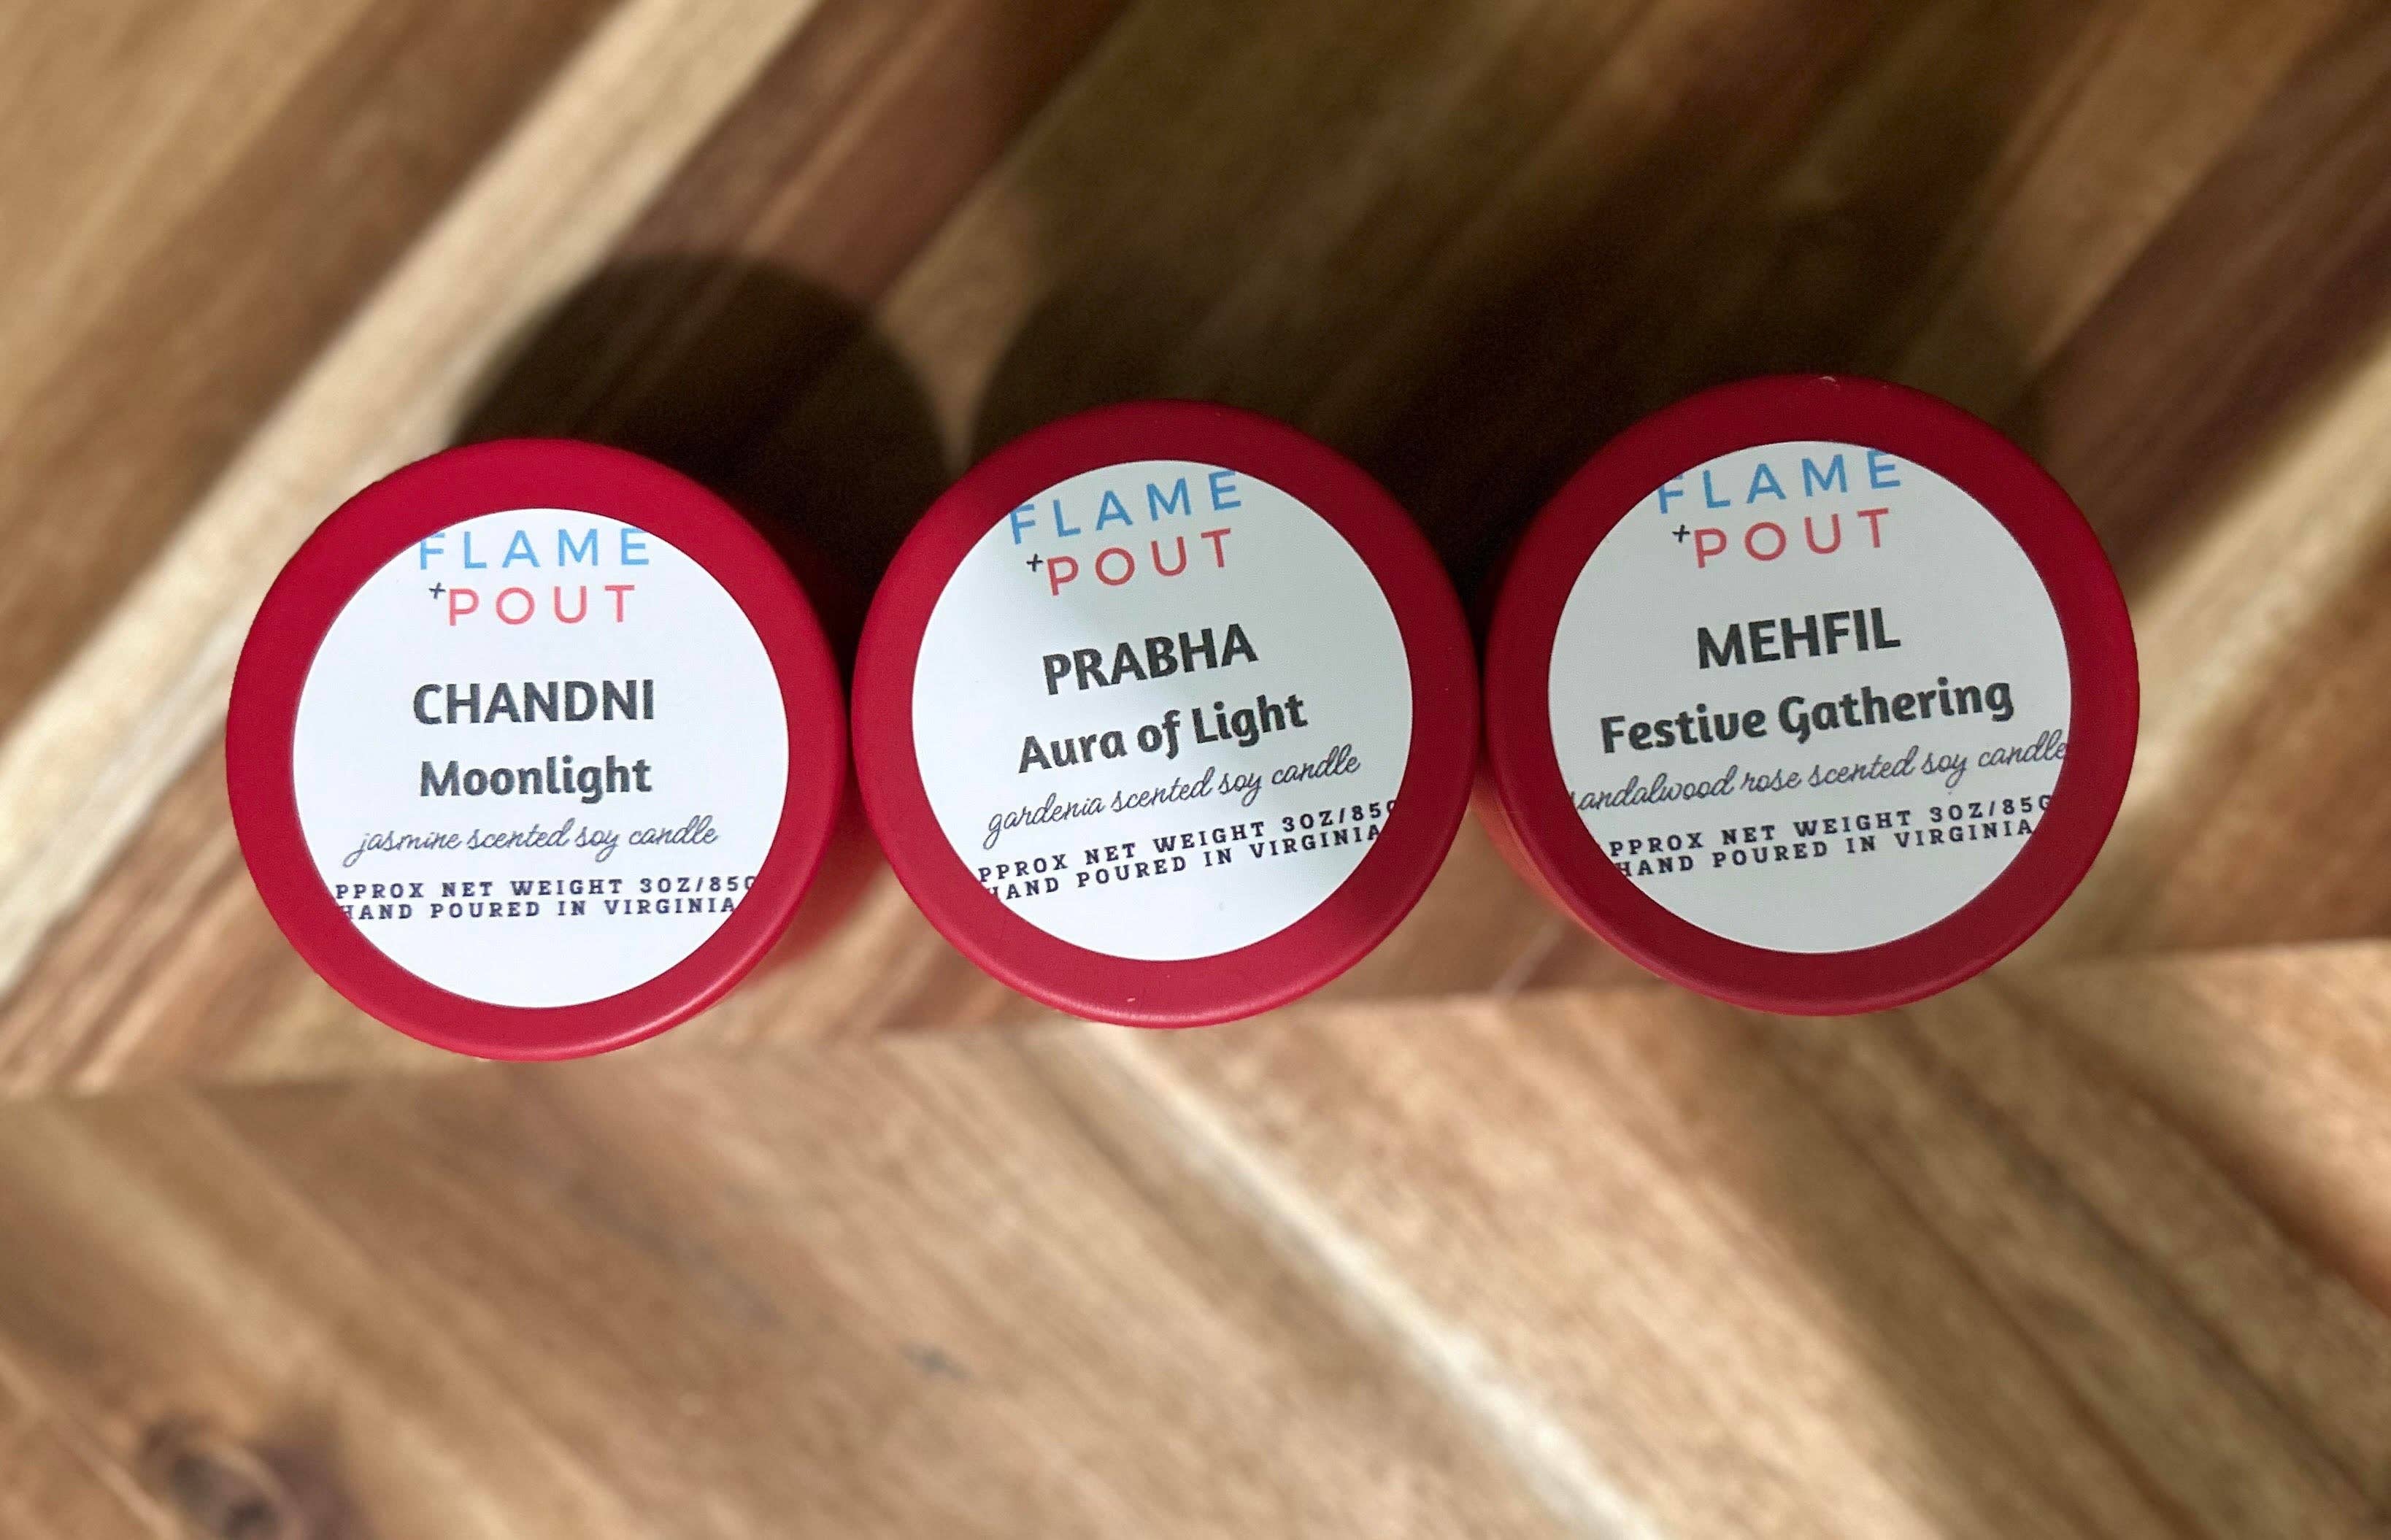 FLAME
+POUT
CHANDNI
Moonlight
jasmine scented soy candle
PPROX NET WEIGHT 3OZ/85G
HAND POURED IN VIRGINIA
FLAME
+POUT
PRABHA
Aura of Light
gardenia scented soy candle
PPROX NET WEIGHT 3OZ/85G
HAND POURED IN VIRGINIA
FLAME
+POUT
MEHFIL
Festive Gathering
sandalwood rose scented soy candle
PPROX NET WEIGHT 3OZ/85G
HAND POURED IN VIRGINIA